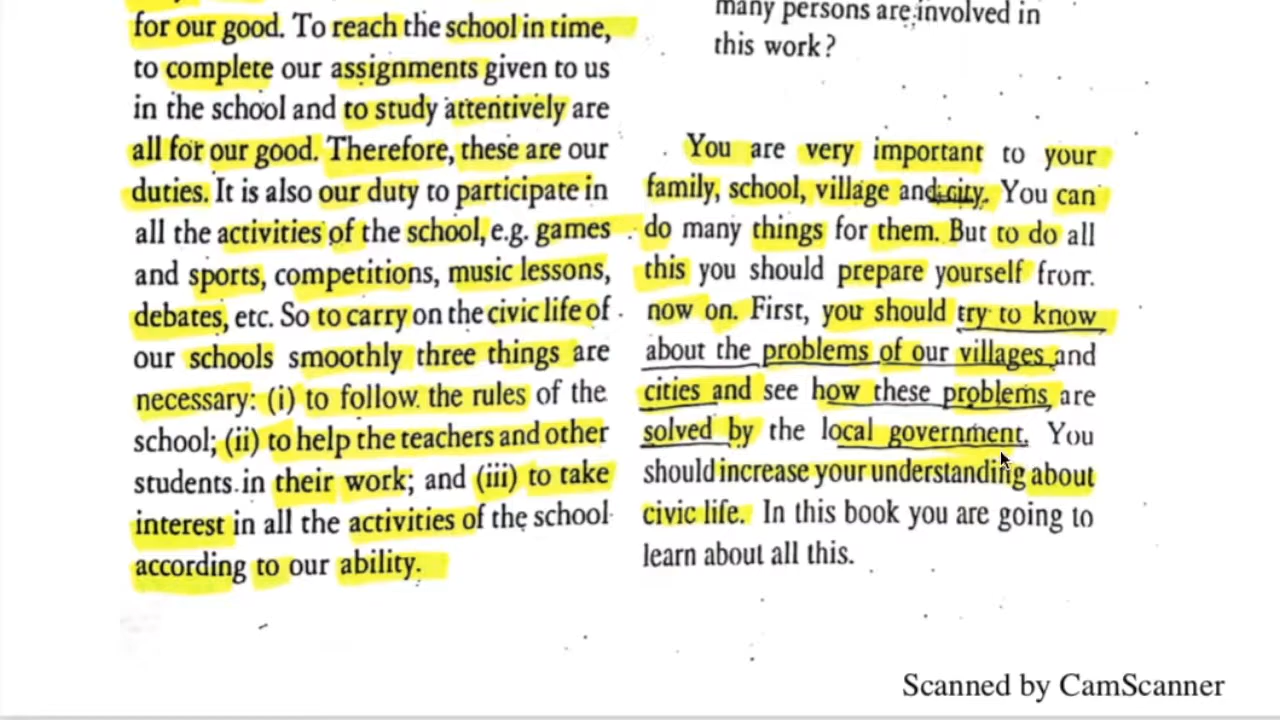 for our good. To reach the school in time,
to complete our assignments given to us
in the school and to study attentively are
all for our good. Therefore, these are our
duties. It is also our duty to participate in
all the activities of the school, e.g. games
and sports, competitions, music lessons,
debates, etc. So to carry on the civic life of
our schools smoothly three things are
necessary: (i) to follow the rules of the
school; (ii) to help the teachers and other
students in their work; and (iii) to take
interest in all the activities of the school
according to our ability.
many persons are involved in
this work?
You are very important to your
family, school, village and city. You can
do many things for them. But to do all
this you should prepare yourself from
now on. First, you should try to know
about the problems of our villages and
cities and see how these problems are
solved by the local government. You
should increase your understanding about
civic life. In this book you are going to
learn about all this.
Scanned by CamScanner